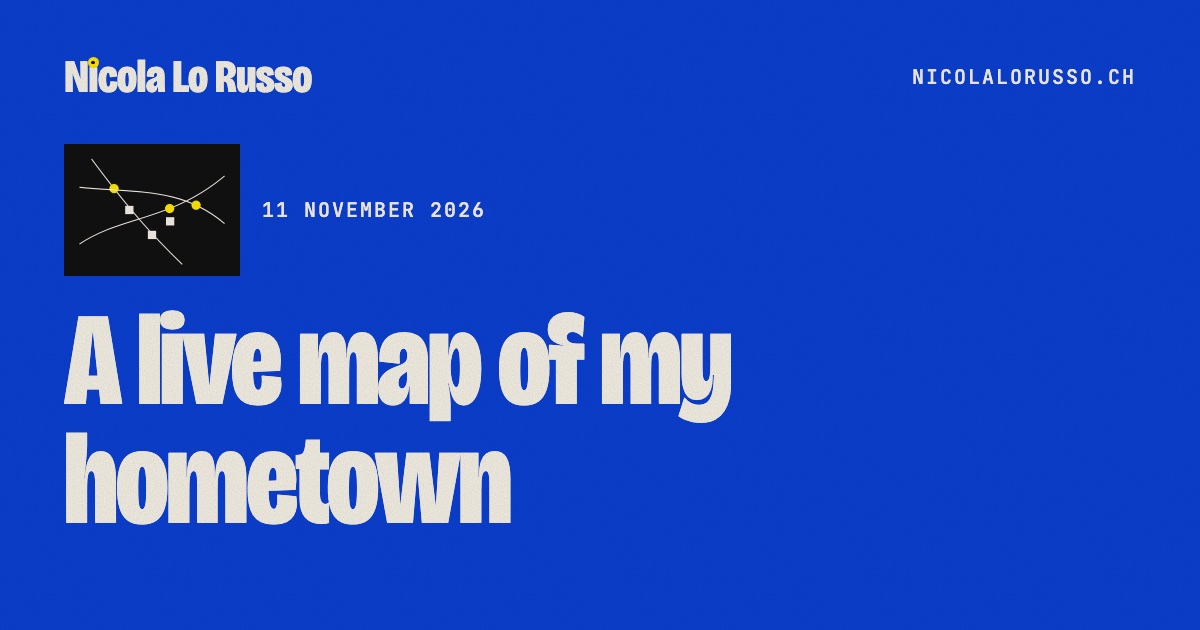 Nicola Lo Russo
NICOLALORUSSO.CH
11 NOVEMBER 2026
A live map of my
hometown